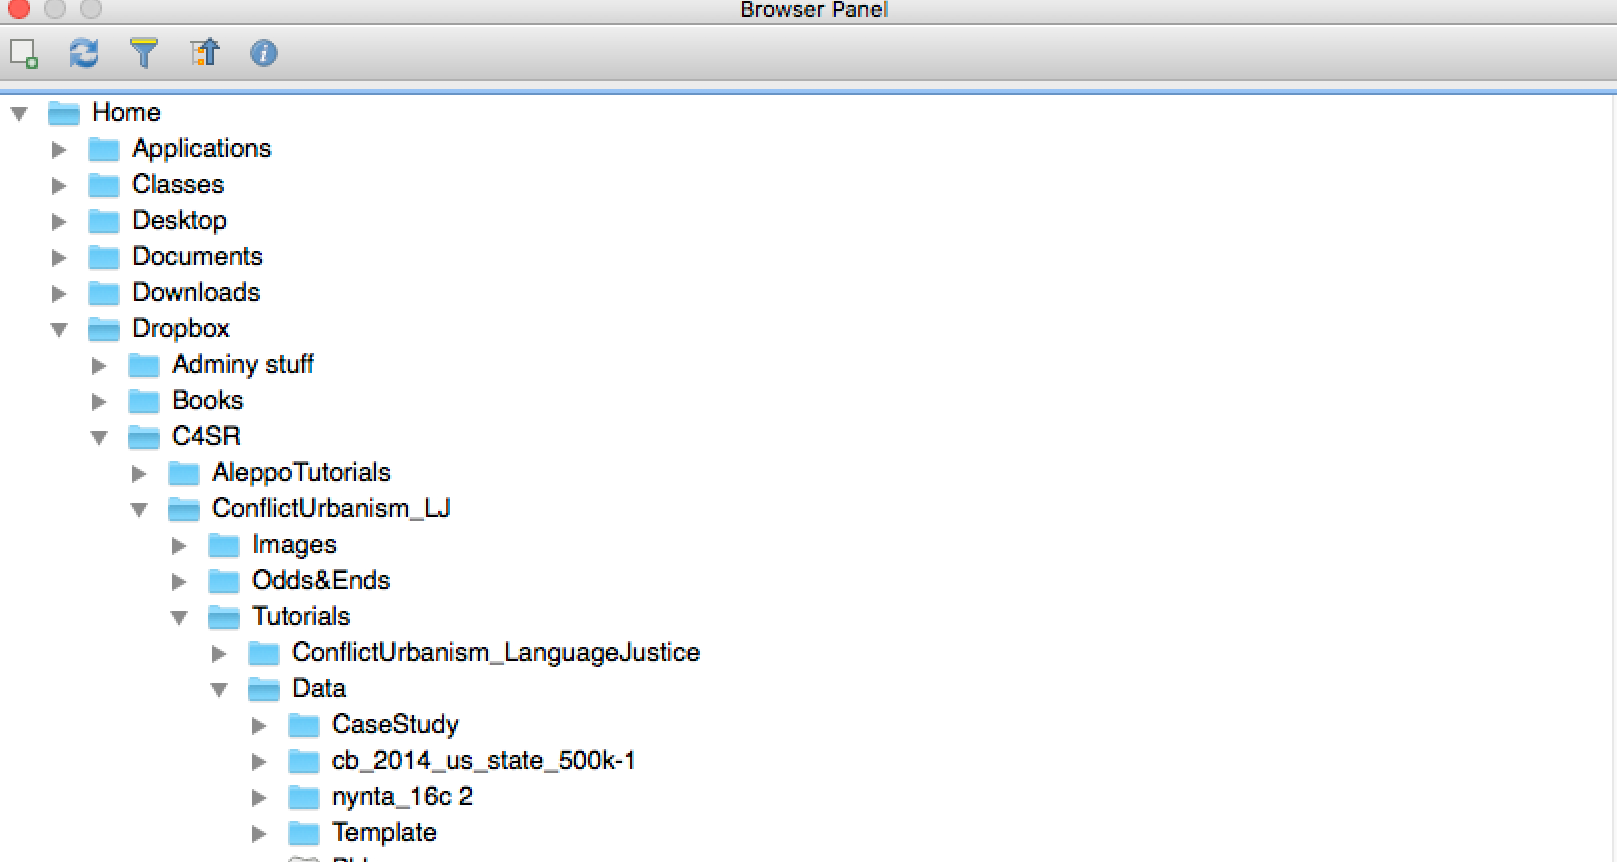 Browser Panel
Home
Applications
Classes
Desktop
Documents
Downloads
Dropbox
Adminy stuff
Books
C4SR
AleppoTutorials
ConflictUrbanism_LJ
Images
Odds&Ends
Tutorials
ConflictUrbanism_LanguageJustice
Data
CaseStudy
cb_2014_us_state_500k-1
nynta_16c 2
Template